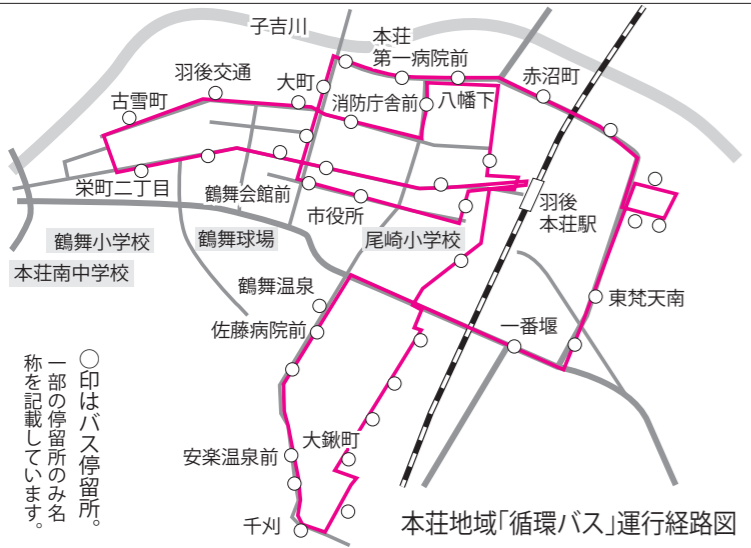 子吉川
本荘
第一病院前
羽後交通
大町
赤沼町
古雪町
消防庁舎前
八幡下
栄町二丁目
鶴舞会館前
市役所
羽後
本荘駅
鶴舞小学校
鶴舞球場
尾崎小学校
本荘南中学校
鶴舞温泉
東梵天南
佐藤病院前
一番堰
大鍬町
安楽温泉前
千刈
○印はバス停留所。
一部の停留所のみ名
称を記載しています。
本荘地域「循環バス」運行経路図